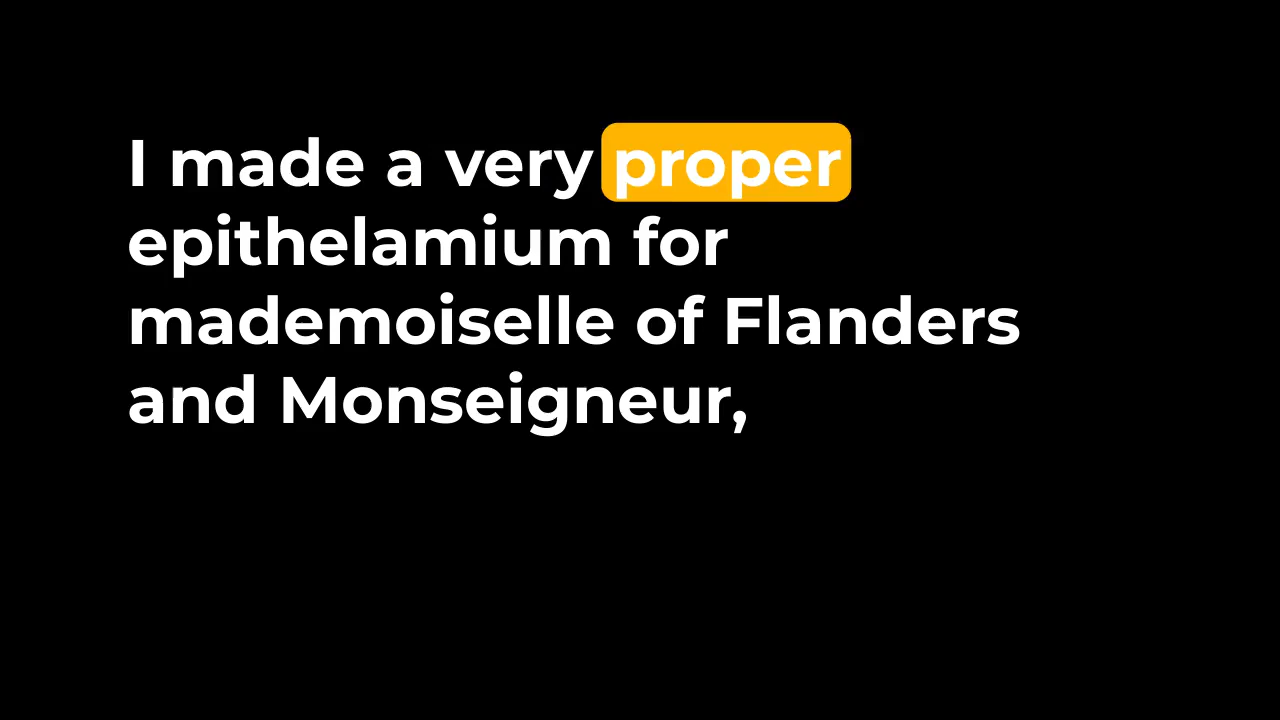 I made a very proper
epithelamium for
mademoiselle of Flanders
and Monseigneur,